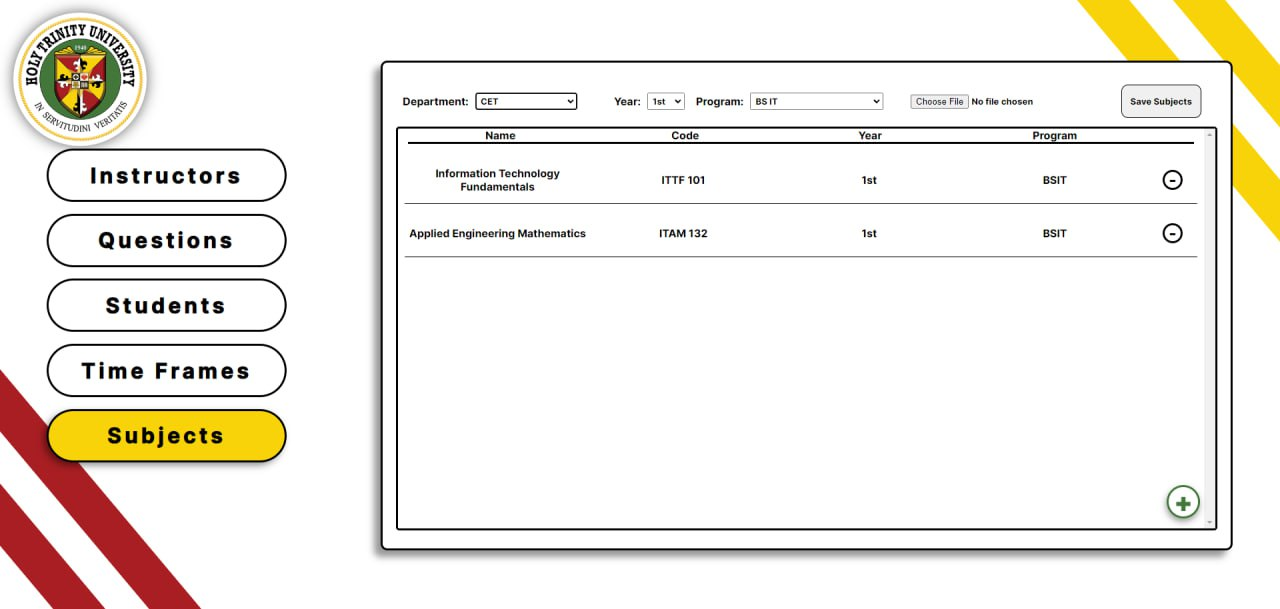 HOLY TRINITY UNIVERSITY
1940
IN SERVITUDINI VERITATIS
Instructors
Questions
Students
Time Frames
Subjects
Department: CET Year: 1st Program: BS IT Choose File No file chosen Save Subjects
Name Code Year Program
Information Technology
Fundamentals ITTF 101 1st BSIT
Applied Engineering Mathematics ITAM 132 1st BSIT